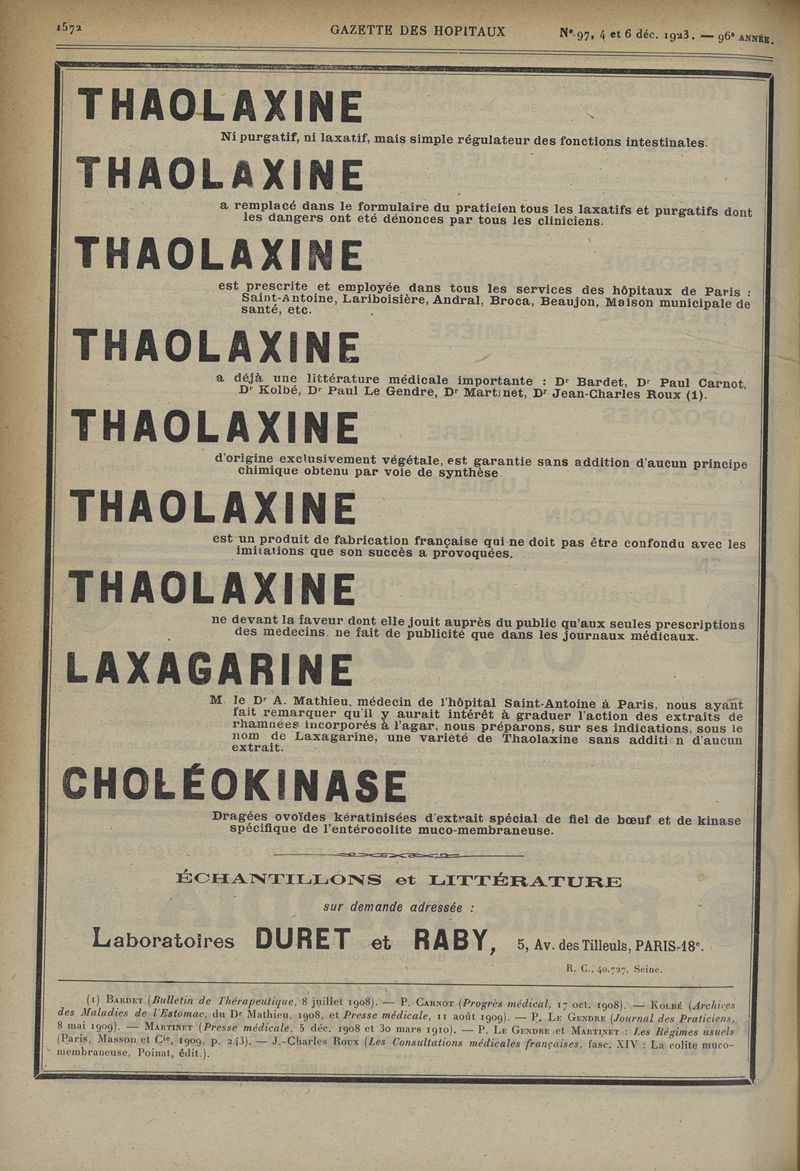 1572 GAZETTE DES HOPITAUX N° 97, 4 et 6 déc. 1923. — 96e ANNÉE.
THAOLAXINE
Ni purgatif, ni laxatif, mais simple régulateur des fonctions intestinales.
THAOLAXINE
a remplacé dans le formulaire du praticien tous les laxatifs et purgatifs dont
les dangers ont été dénonces par tous les cliniciens.
THAOLAXINE
est prescrite et employée dans tous les services des hôpitaux de Paris :
Saint-Antoine, Lariboisière, Andral, Broca, Beaujon, Maison municipale de
santé, etc.
THAOLAXINE
a déjà une littérature médicale importante : Dr Bardet, Dr Paul Carnot,
Dr Kolbé, Dr Paul Le Gendre, Dr Martinet, Dr Jean-Charles Roux (1).
THAOLAXINE
d'origine exclusivement végétale, est garantie sans addition d'aucun principe
chimique obtenu par voie de synthèse
THAOLAXINE
est un produit de fabrication française qui ne doit pas être confondu avec les
imitations que son succès a provoquées.
THAOLAXINE
ne devant la faveur dont elle jouit auprès du public qu'aux seules prescriptions
des medecins ne fait de publicité que dans les journaux médicaux.
LAXAGARINE
M. le Dr A. Mathieu, médecin de l'hôpital Saint-Antoine à Paris, nous ayant
fait remarquer qu'il y aurait intérêt à graduer l'action des extraits de
rhamnées incorporés à l'agar, nous préparons, sur ses indications, sous le
nom de Laxagarine, une variété de Thaolaxine sans addition d'aucun
extrait.
CHOLÉOKINASE
Dragées ovoïdes kératinisées d'extrait spécial de fiel de bœuf et de kinase
spécifique de l'entérocolite muco-membraneuse.
ÉCHANTILLONS et LITTÉRATURE
sur demande adressée :
Laboratoires DURET et RABY, 5, Av. des Tilleuls, PARIS-18e.
R. C., 40.727, Seine.
(1) BARDET (Bulletin de Thérapeutique, 8 juillet 1908). — P. CARNOT (Progrès médical, 17 oct. 1908). — KOLBÉ (Archives
des Maladies de l'Estomac, du Dr Mathieu, 1908, et Presse médicale, 11 août 1909). — P. LE GENDRE (Journal des Praticiens,
8 mai 1909). — MARTINET (Presse médicale, 5 déc. 1908 et 30 mars 1910). — P. LE GENDRE et MARTINET : Les Régimes usuels
(Paris, Masson et Cie, 1909, p. 243). — J.-Charles ROUX (Les Consultations médicales françaises, fasc. XIV : La colite muco-
membraneuse, Poinat, édit.).